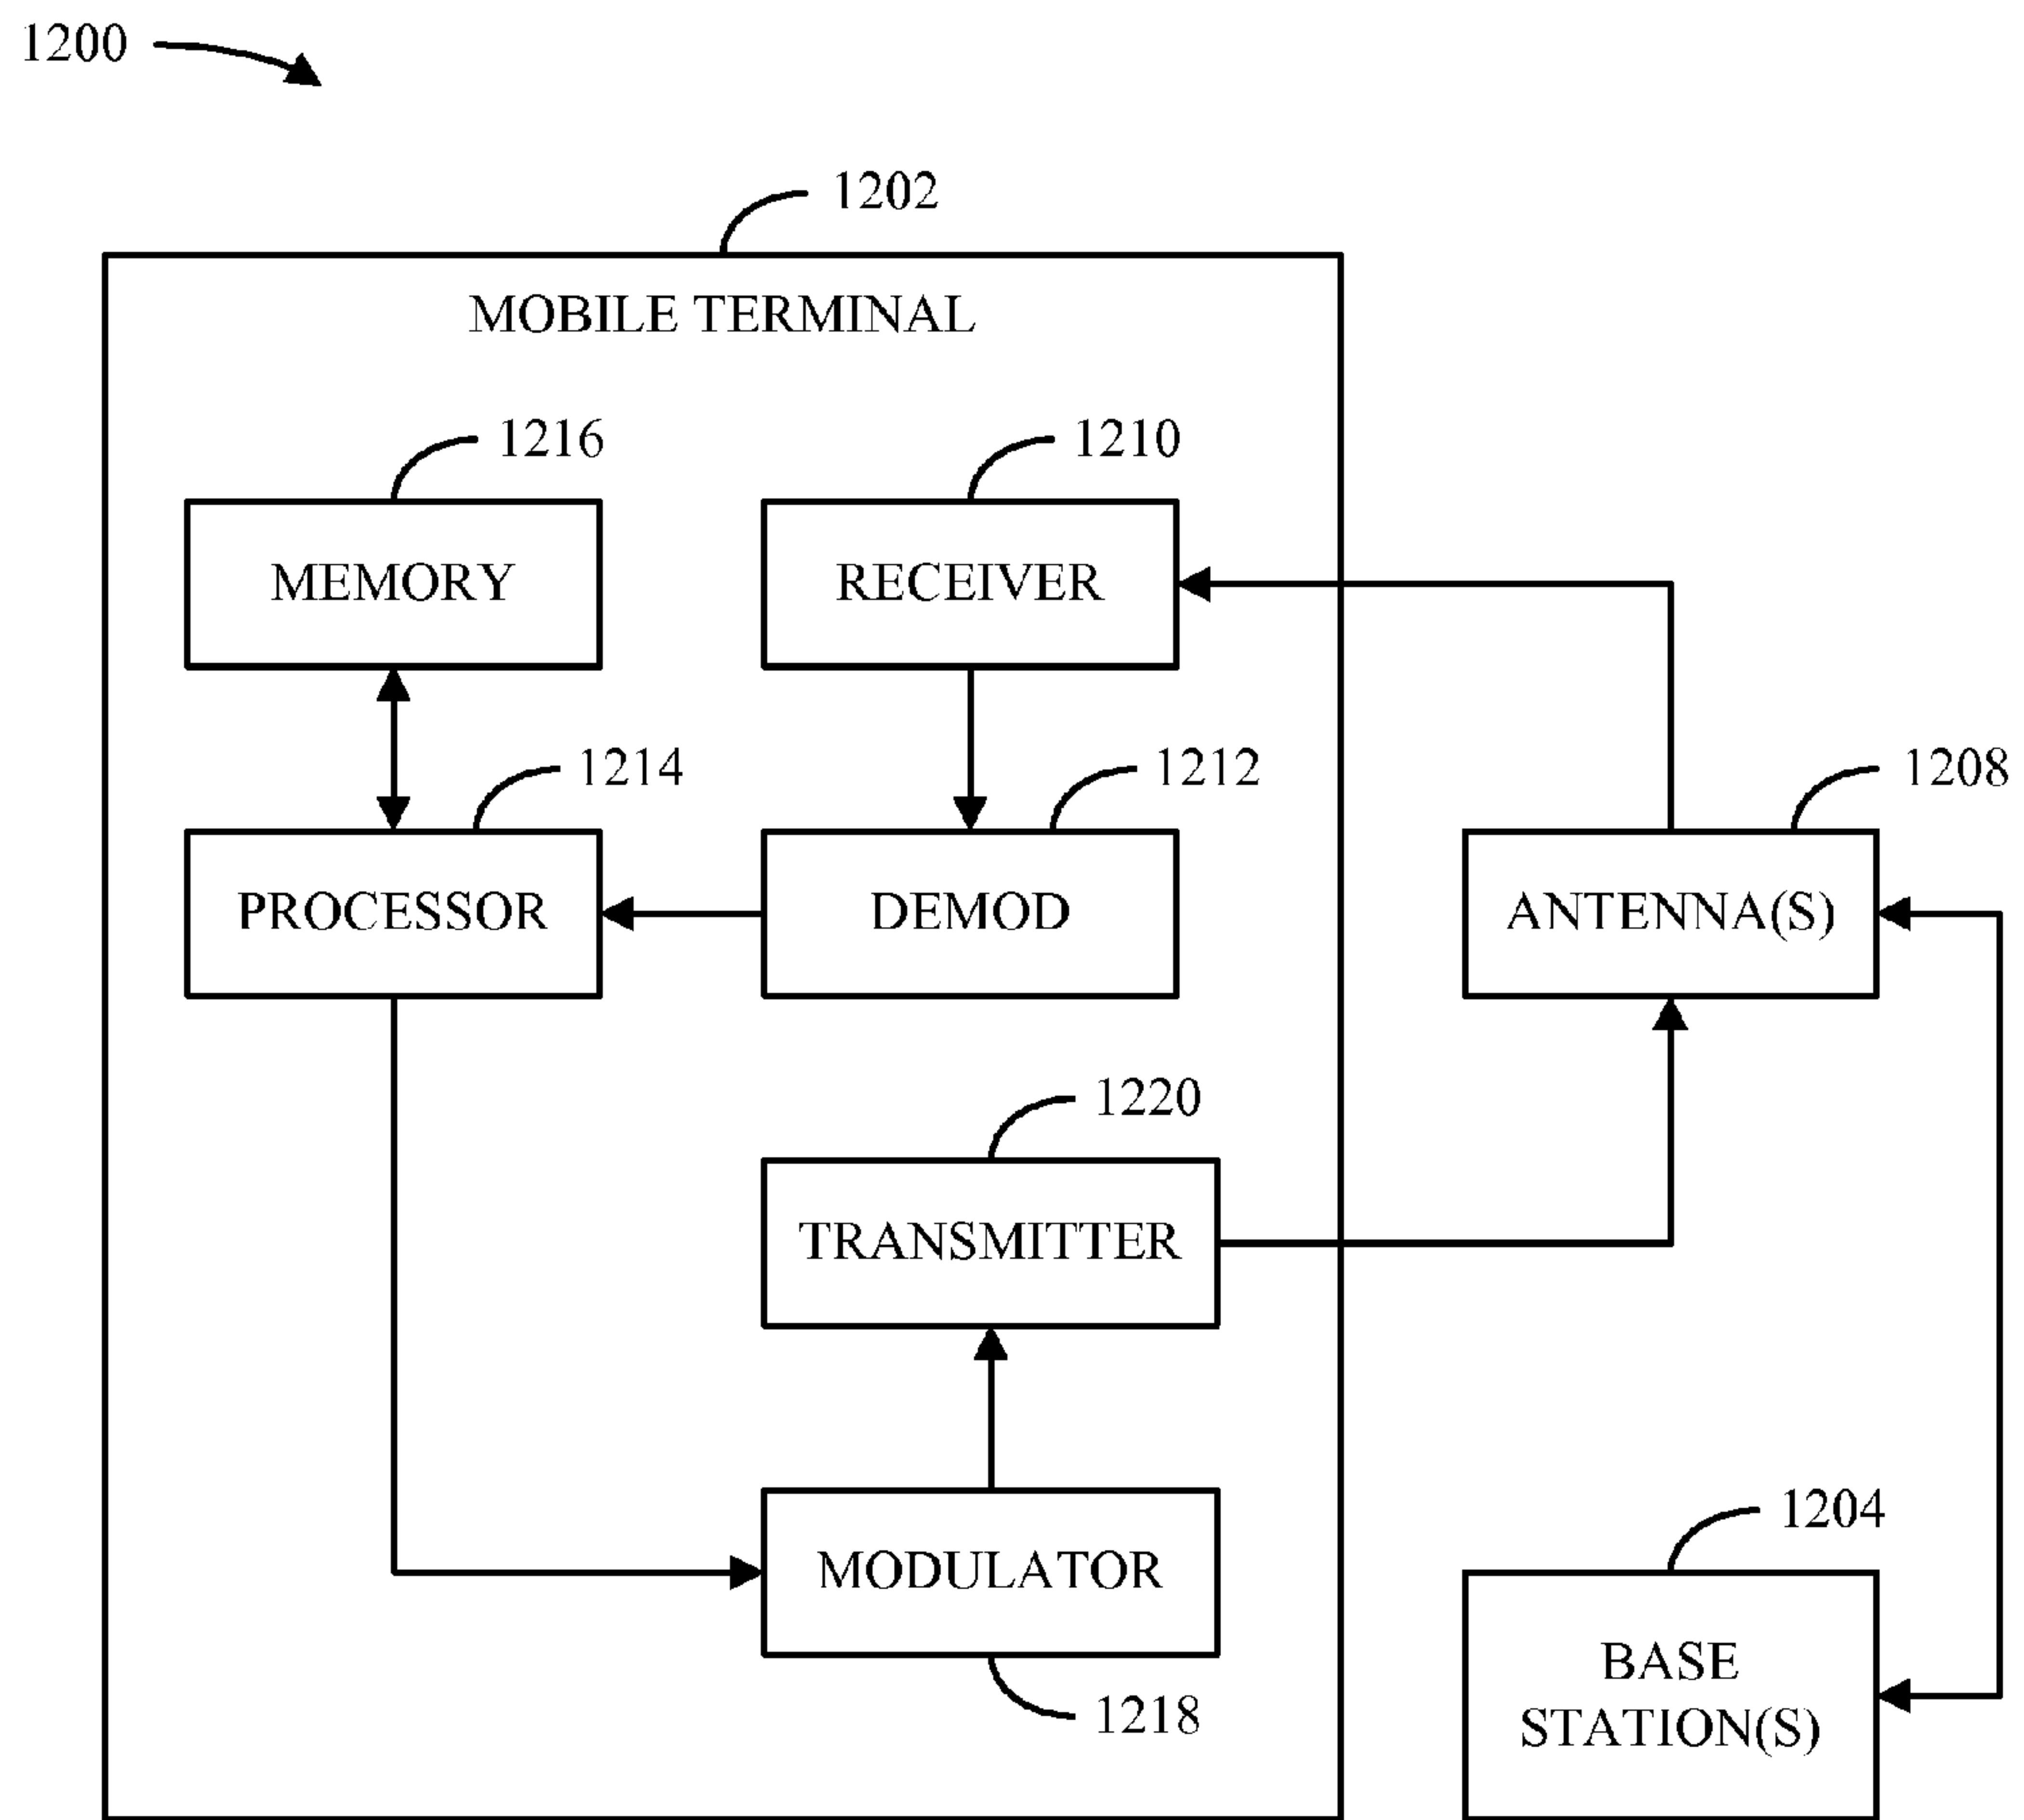 1200
1202
MOBILE TERMINAL
1216
1210
MEMORY
RECEIVER
1214
1212
1208
PROCESSOR
DEMOD
ANTENNA(S)
1220
TRANSMITTER
1204
MODULATOR
BASE
STATION(S)
1218